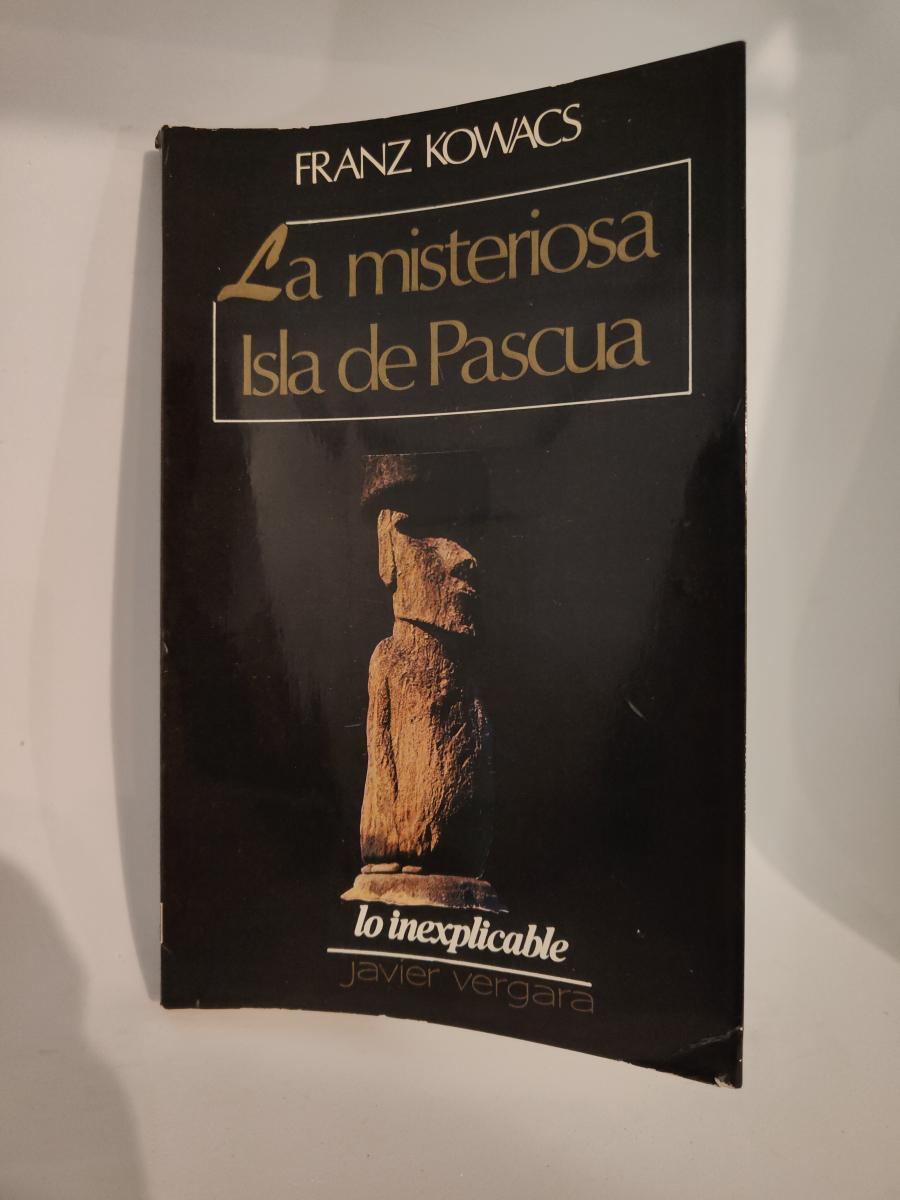 FRANZ KOWACS
La misteriosa
Isla de Pascua
lo inexplicable
javier vergara